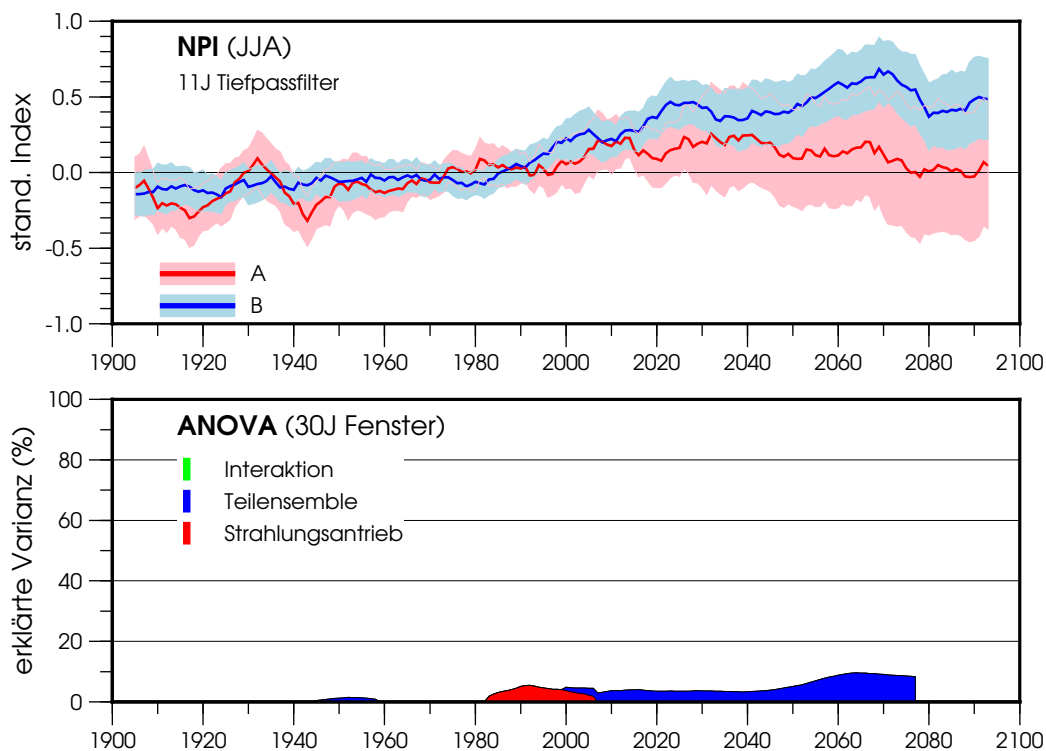 1.0
NPI (JJA)
11J Tiefpassfilter
0.5
0.0
-0.5
-1.0
stand. Index
A
B
1900 1920 1940 1960 1980 2000 2020 2040 2060 2080 2100
100
ANOVA (30J Fenster)
80
Interaktion
Teilensemble
60
Strahlungsantrieb
40
20
0
erklärte Varianz (%)
1900 1920 1940 1960 1980 2000 2020 2040 2060 2080 2100